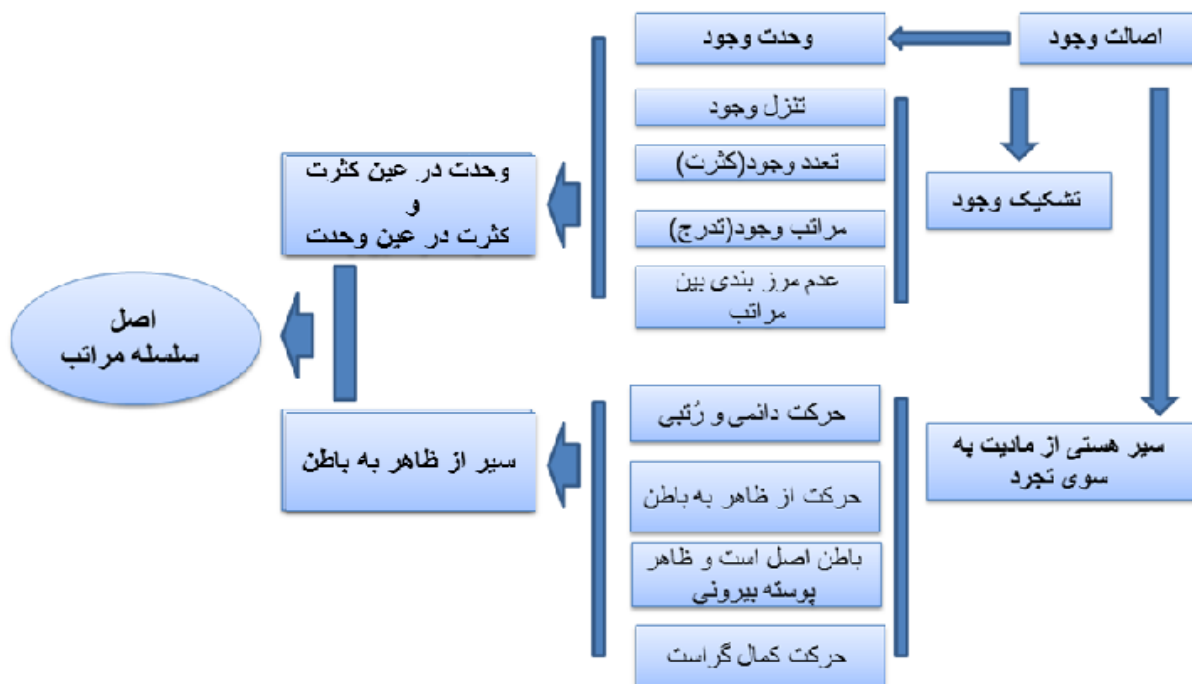 اصالت وجود
وحدت وجود
تشکیک وجود
تنزل وجود
تعدد وجود(کثرت)
مراتب وجود(تدرج)
عدم مرز بندی بین
مراتب
وحدت در عین کثرت
و
کثرت در عین وحدت
سیر هستی از مادیت به
سوی تجرد
حرکت دائمی و رُتبی
حرکت از ظاهر به باطن
باطن اصل است و ظاهر
پوسته بیرونی
حرکت کمال گراست
سیر از ظاهر به باطن
اصل
سلسله مراتب